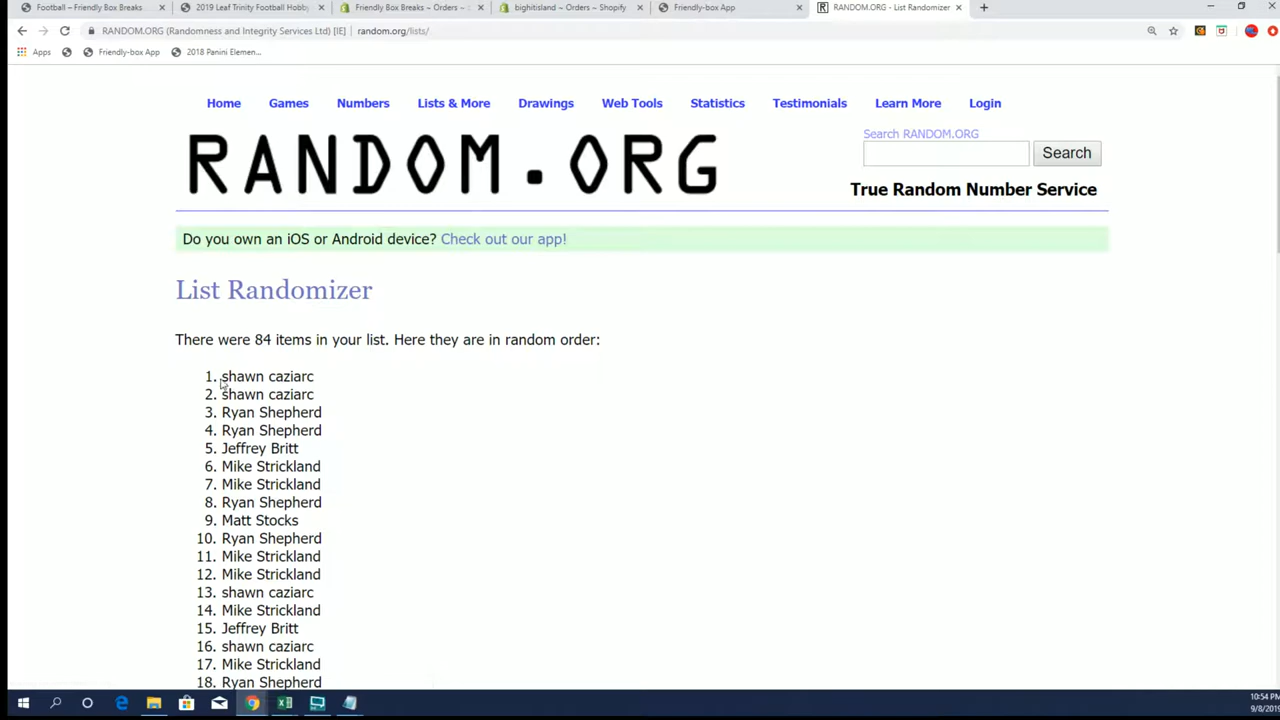 Football – Friendly Box Breaks
2019 Leaf Trinity Football Hobby
Friendly Box Breaks ~ Orders ~
bighitisland ~ Orders ~ Shopify
Friendly-box App
RANDOM.ORG - List Randomizer
RANDOM.ORG (Randomness and Integrity Services Ltd) [IE] | random.org/lists/
Apps
Friendly-box App
2018 Panini Elemen...
Home Games Numbers Lists & More Drawings Web Tools Statistics Testimonials Learn More Login
RANDOM.ORG
Search RANDOM.ORG
Search
True Random Number Service
Do you own an iOS or Android device? Check out our app!
List Randomizer
There were 84 items in your list. Here they are in random order:
1. shawn caziarc
2. shawn caziarc
3. Ryan Shepherd
4. Ryan Shepherd
5. Jeffrey Britt
6. Mike Strickland
7. Mike Strickland
8. Ryan Shepherd
9. Matt Stocks
10. Ryan Shepherd
11. Mike Strickland
12. Mike Strickland
13. shawn caziarc
14. Mike Strickland
15. Jeffrey Britt
16. shawn caziarc
17. Mike Strickland
18. Ryan Shepherd
10:54 PM
9/8/2019